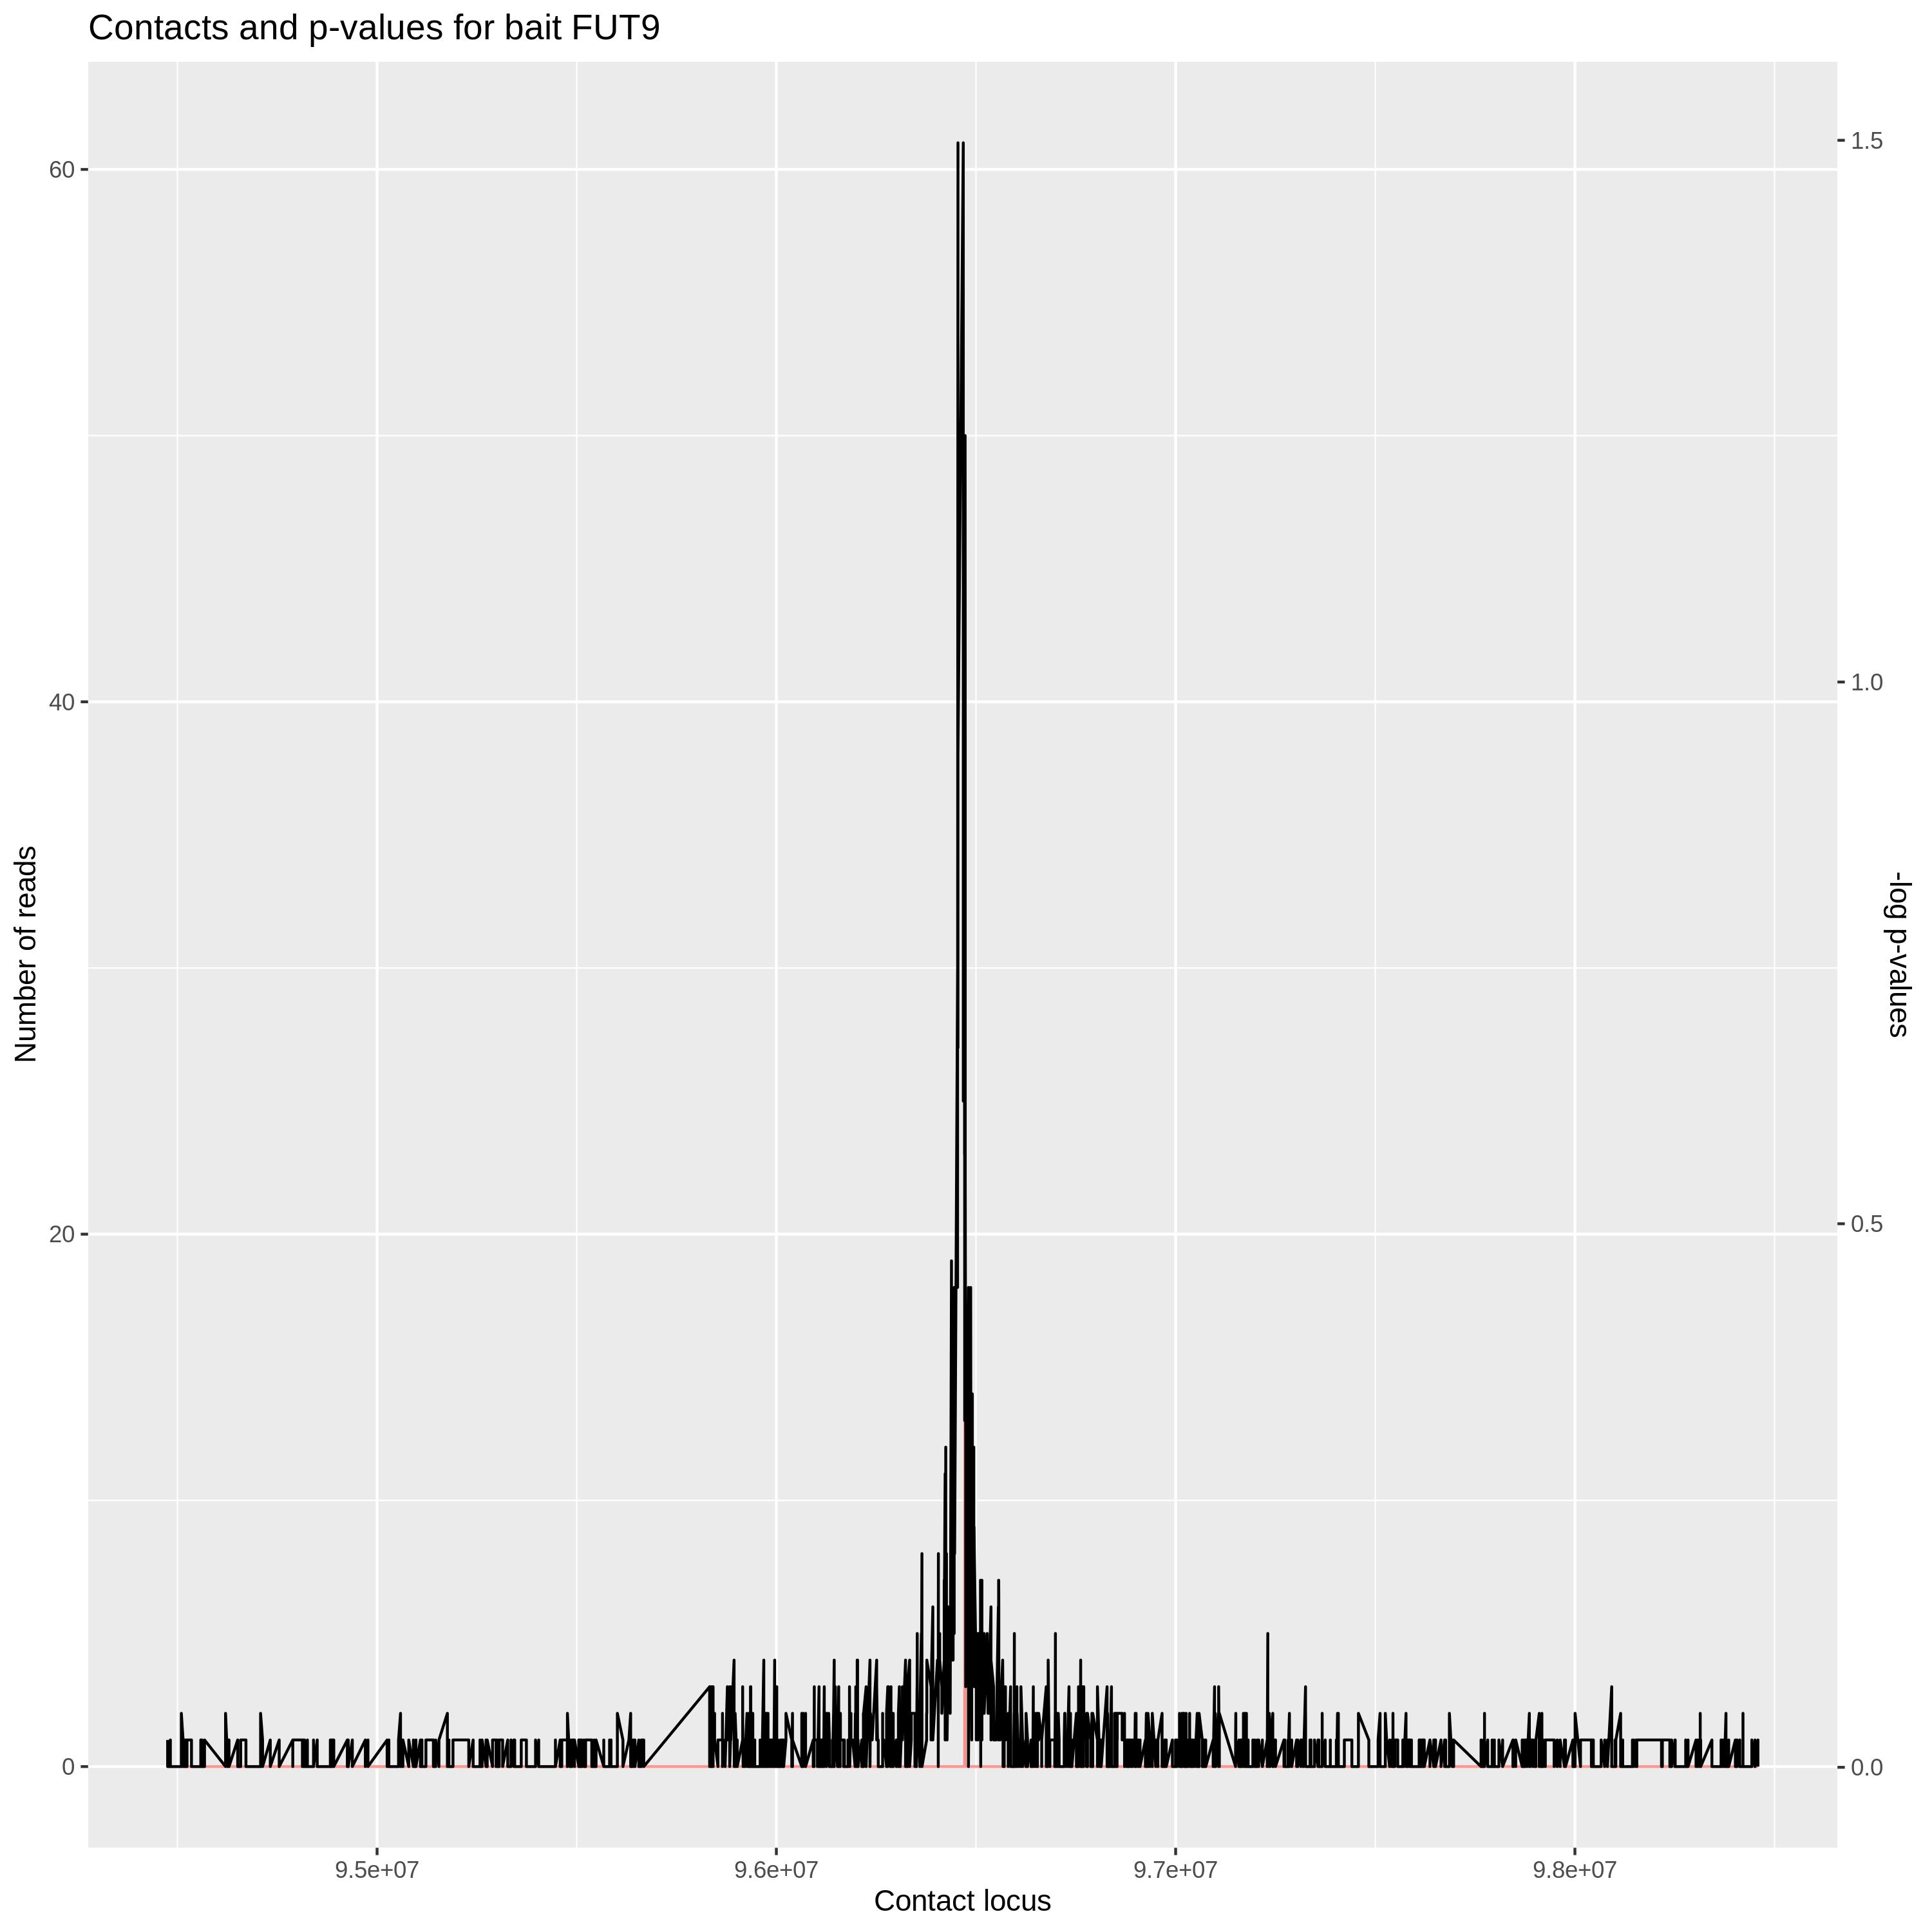 Contacts and p-values for bait FUT9
60
40
20
0
Number of reads
1.5
1.0
0.5
0.0
-log p-values
9.5e+07 9.6e+07 9.7e+07 9.8e+07
Contact locus